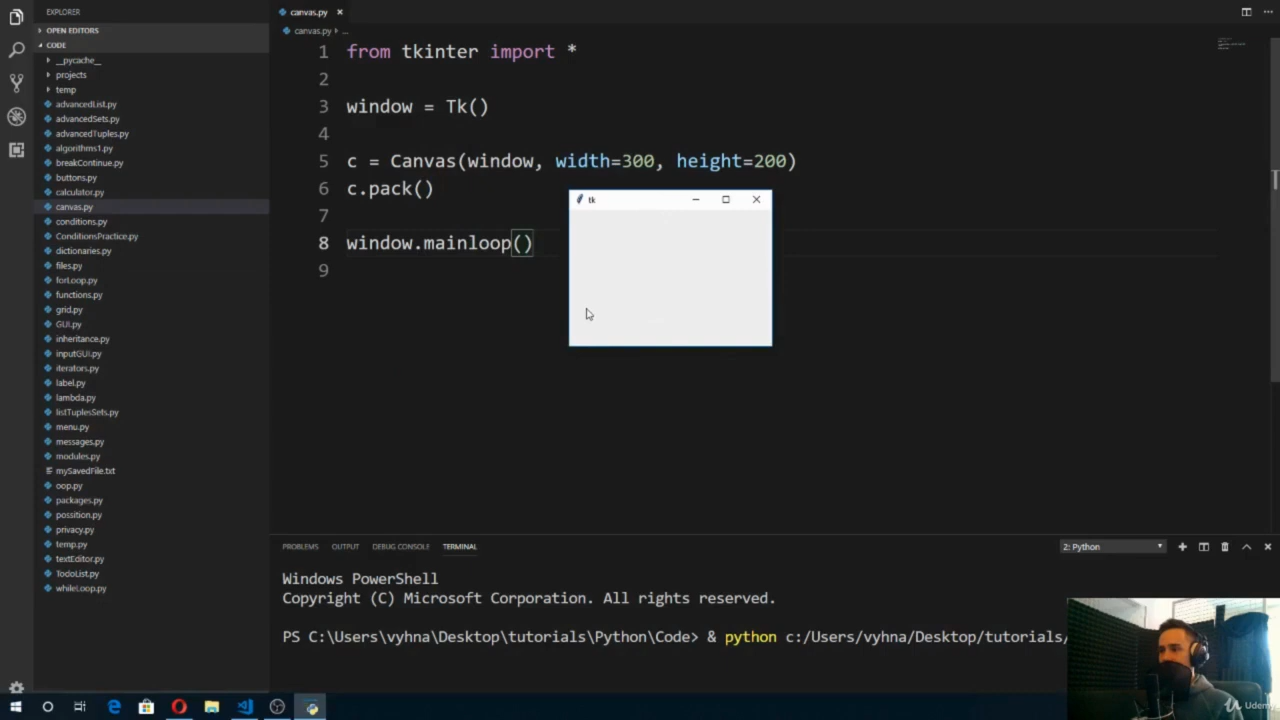 EXPLORER
OPEN EDITORS
CODE
__pycache__
projects
temp
advancedList.py
advancedSets.py
advancedTuples.py
algorithms1.py
breakContinue.py
buttons.py
calculator.py
canvas.py
conditions.py
ConditionsPractice.py
dictionaries.py
files.py
forLoop.py
functions.py
grid.py
GUI.py
inheritance.py
inputGUI.py
iterators.py
label.py
lambda.py
listTuplesSets.py
menu.py
messages.py
modules.py
mySavedFile.txt
oop.py
packages.py
possition.py
privacy.py
temp.py
textEditor.py
TodoList.py
whileLoop.py
canvas.py
canvas.py ...
1 from tkinter import *
2
3 window = Tk()
4
5 c = Canvas(window, width=300, height=200)
6 c.pack()
7
8 window.mainloop()
9
tk
PROBLEMS OUTPUT DEBUG CONSOLE TERMINAL 2: Python
Windows PowerShell
Copyright (C) Microsoft Corporation. All rights reserved.
PS C:\Users\vyhna\Desktop\tutorials\Python\Code> & python c:/Users/vyhna/Desktop/tutorials/
Udemy